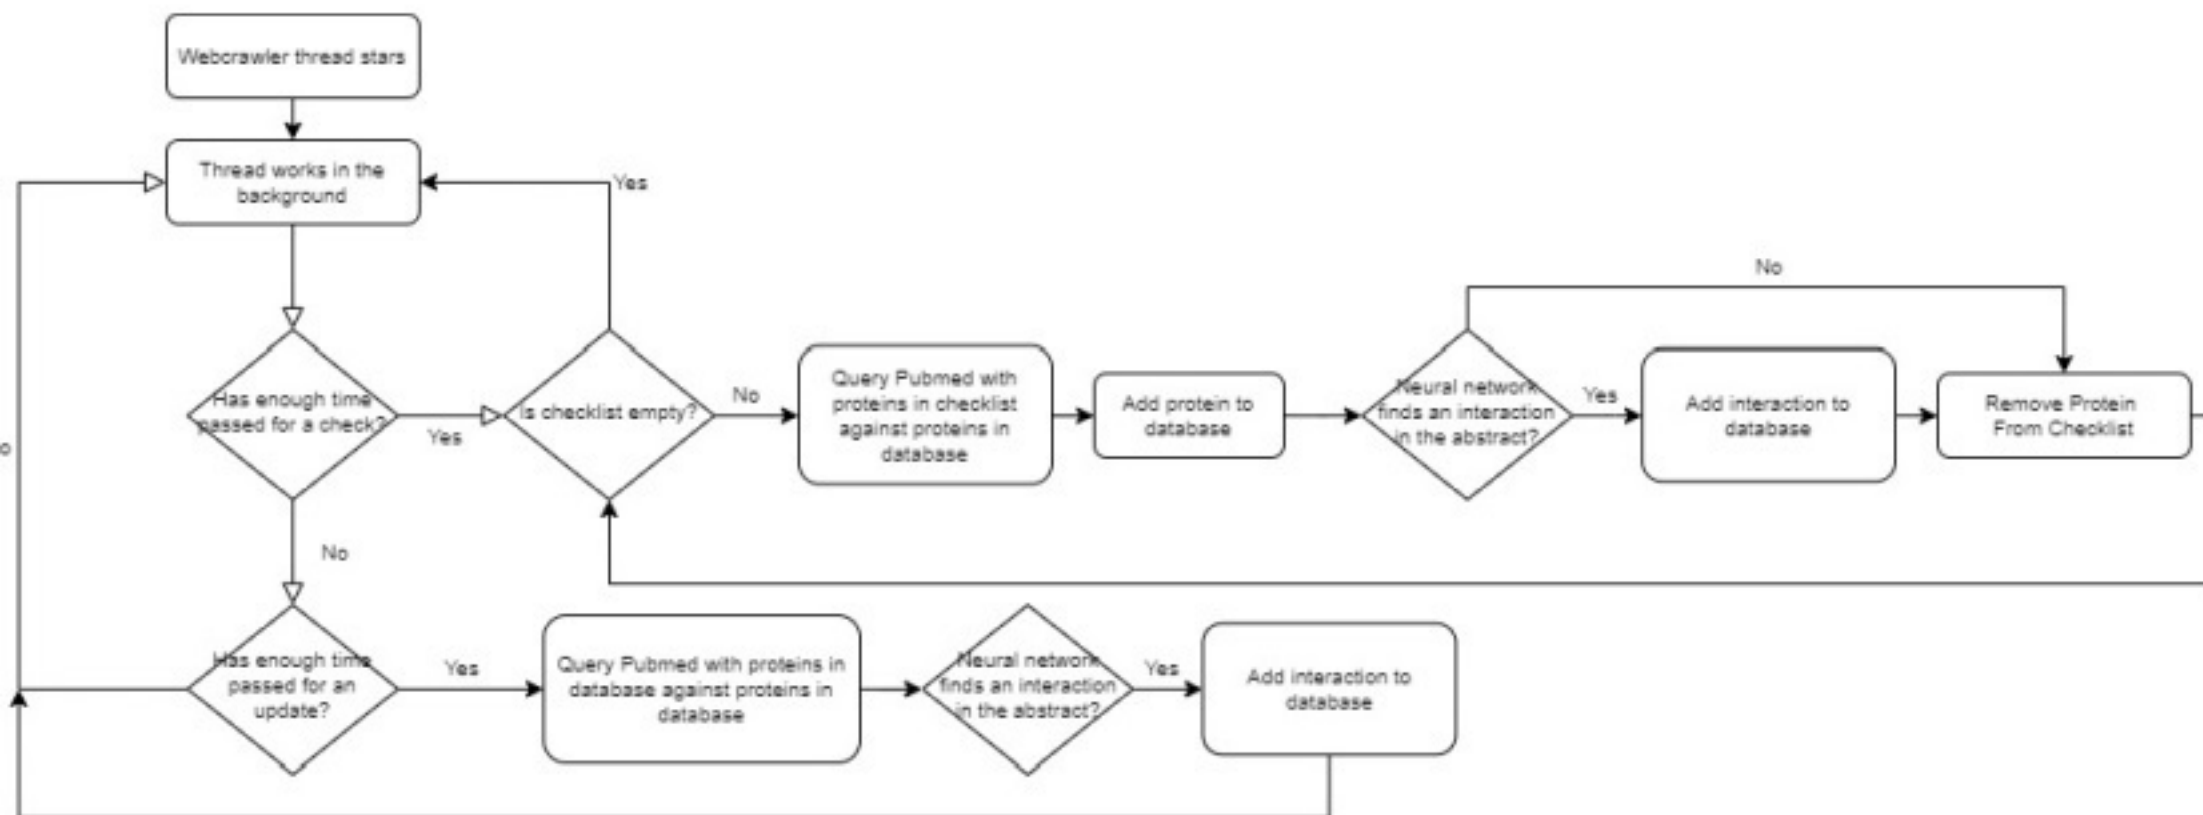 Webcrawler thread stars
Thread works in the
background
Yes
No
Has enough time
passed for a check?
Yes
Is checklist empty?
No
Query Pubmed with
proteins in checklist
against proteins in
database
Add protein to
database
Neural network
finds an interaction
in the abstract?
Yes
Add interaction to
database
Remove Protein
From Checklist
o
No
Has enough time
passed for an
update?
Yes
Query Pubmed with proteins in
database against proteins in
database
Neural network
finds an interaction
in the abstract?
Yes
Add interaction to
database